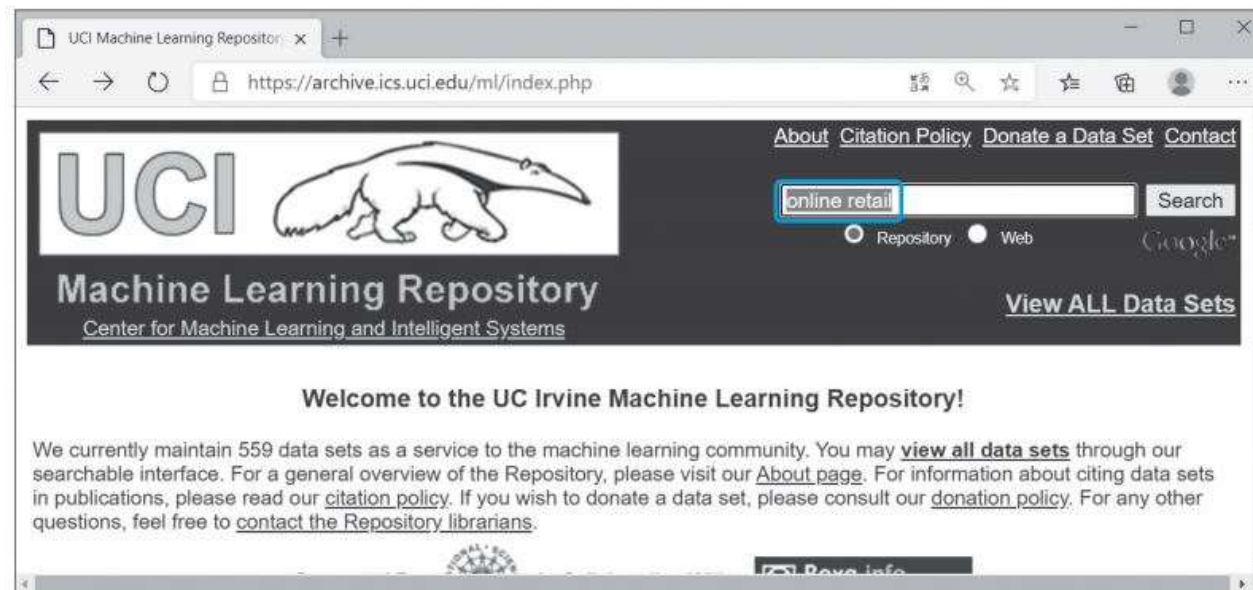 UCI Machine Learning Repositor
https://archive.ics.uci.edu/ml/index.php
About Citation Policy Donate a Data Set Contact
UCI
online retail
Search
Repository Web
Google™
Machine Learning Repository
View ALL Data Sets
Center for Machine Learning and Intelligent Systems
Welcome to the UC Irvine Machine Learning Repository!
We currently maintain 559 data sets as a service to the machine learning community. You may view all data sets through our
searchable interface. For a general overview of the Repository, please visit our About page. For information about citing data sets
in publications, please read our citation policy. If you wish to donate a data set, please consult our donation policy. For any other
questions, feel free to contact the Repository librarians.